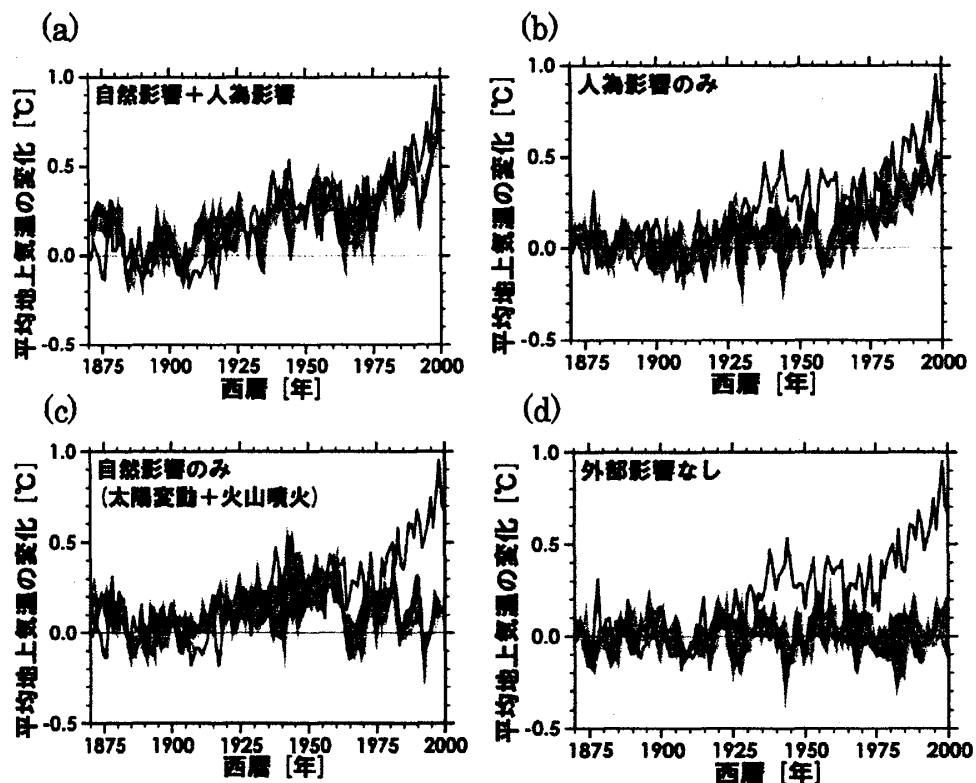 (a)
平均地上気温の変化 [℃]
1.0
0.5
0.0
-0.5
自然影響+人為影響
1875 1900 1925 1950 1975 2000
西暦 [年]
(b)
平均地上気温の変化 [℃]
1.0
0.5
0.0
-0.5
人為影響のみ
1875 1900 1925 1950 1975 2000
西暦 [年]
(c)
平均地上気温の変化 [℃]
1.0
0.5
0.0
-0.5
自然影響のみ
(太陽変動+火山噴火)
1875 1900 1925 1950 1975 2000
西暦 [年]
(d)
平均地上気温の変化 [℃]
1.0
0.5
0.0
-0.5
外部影響なし
1875 1900 1925 1950 1975 2000
西暦 [年]